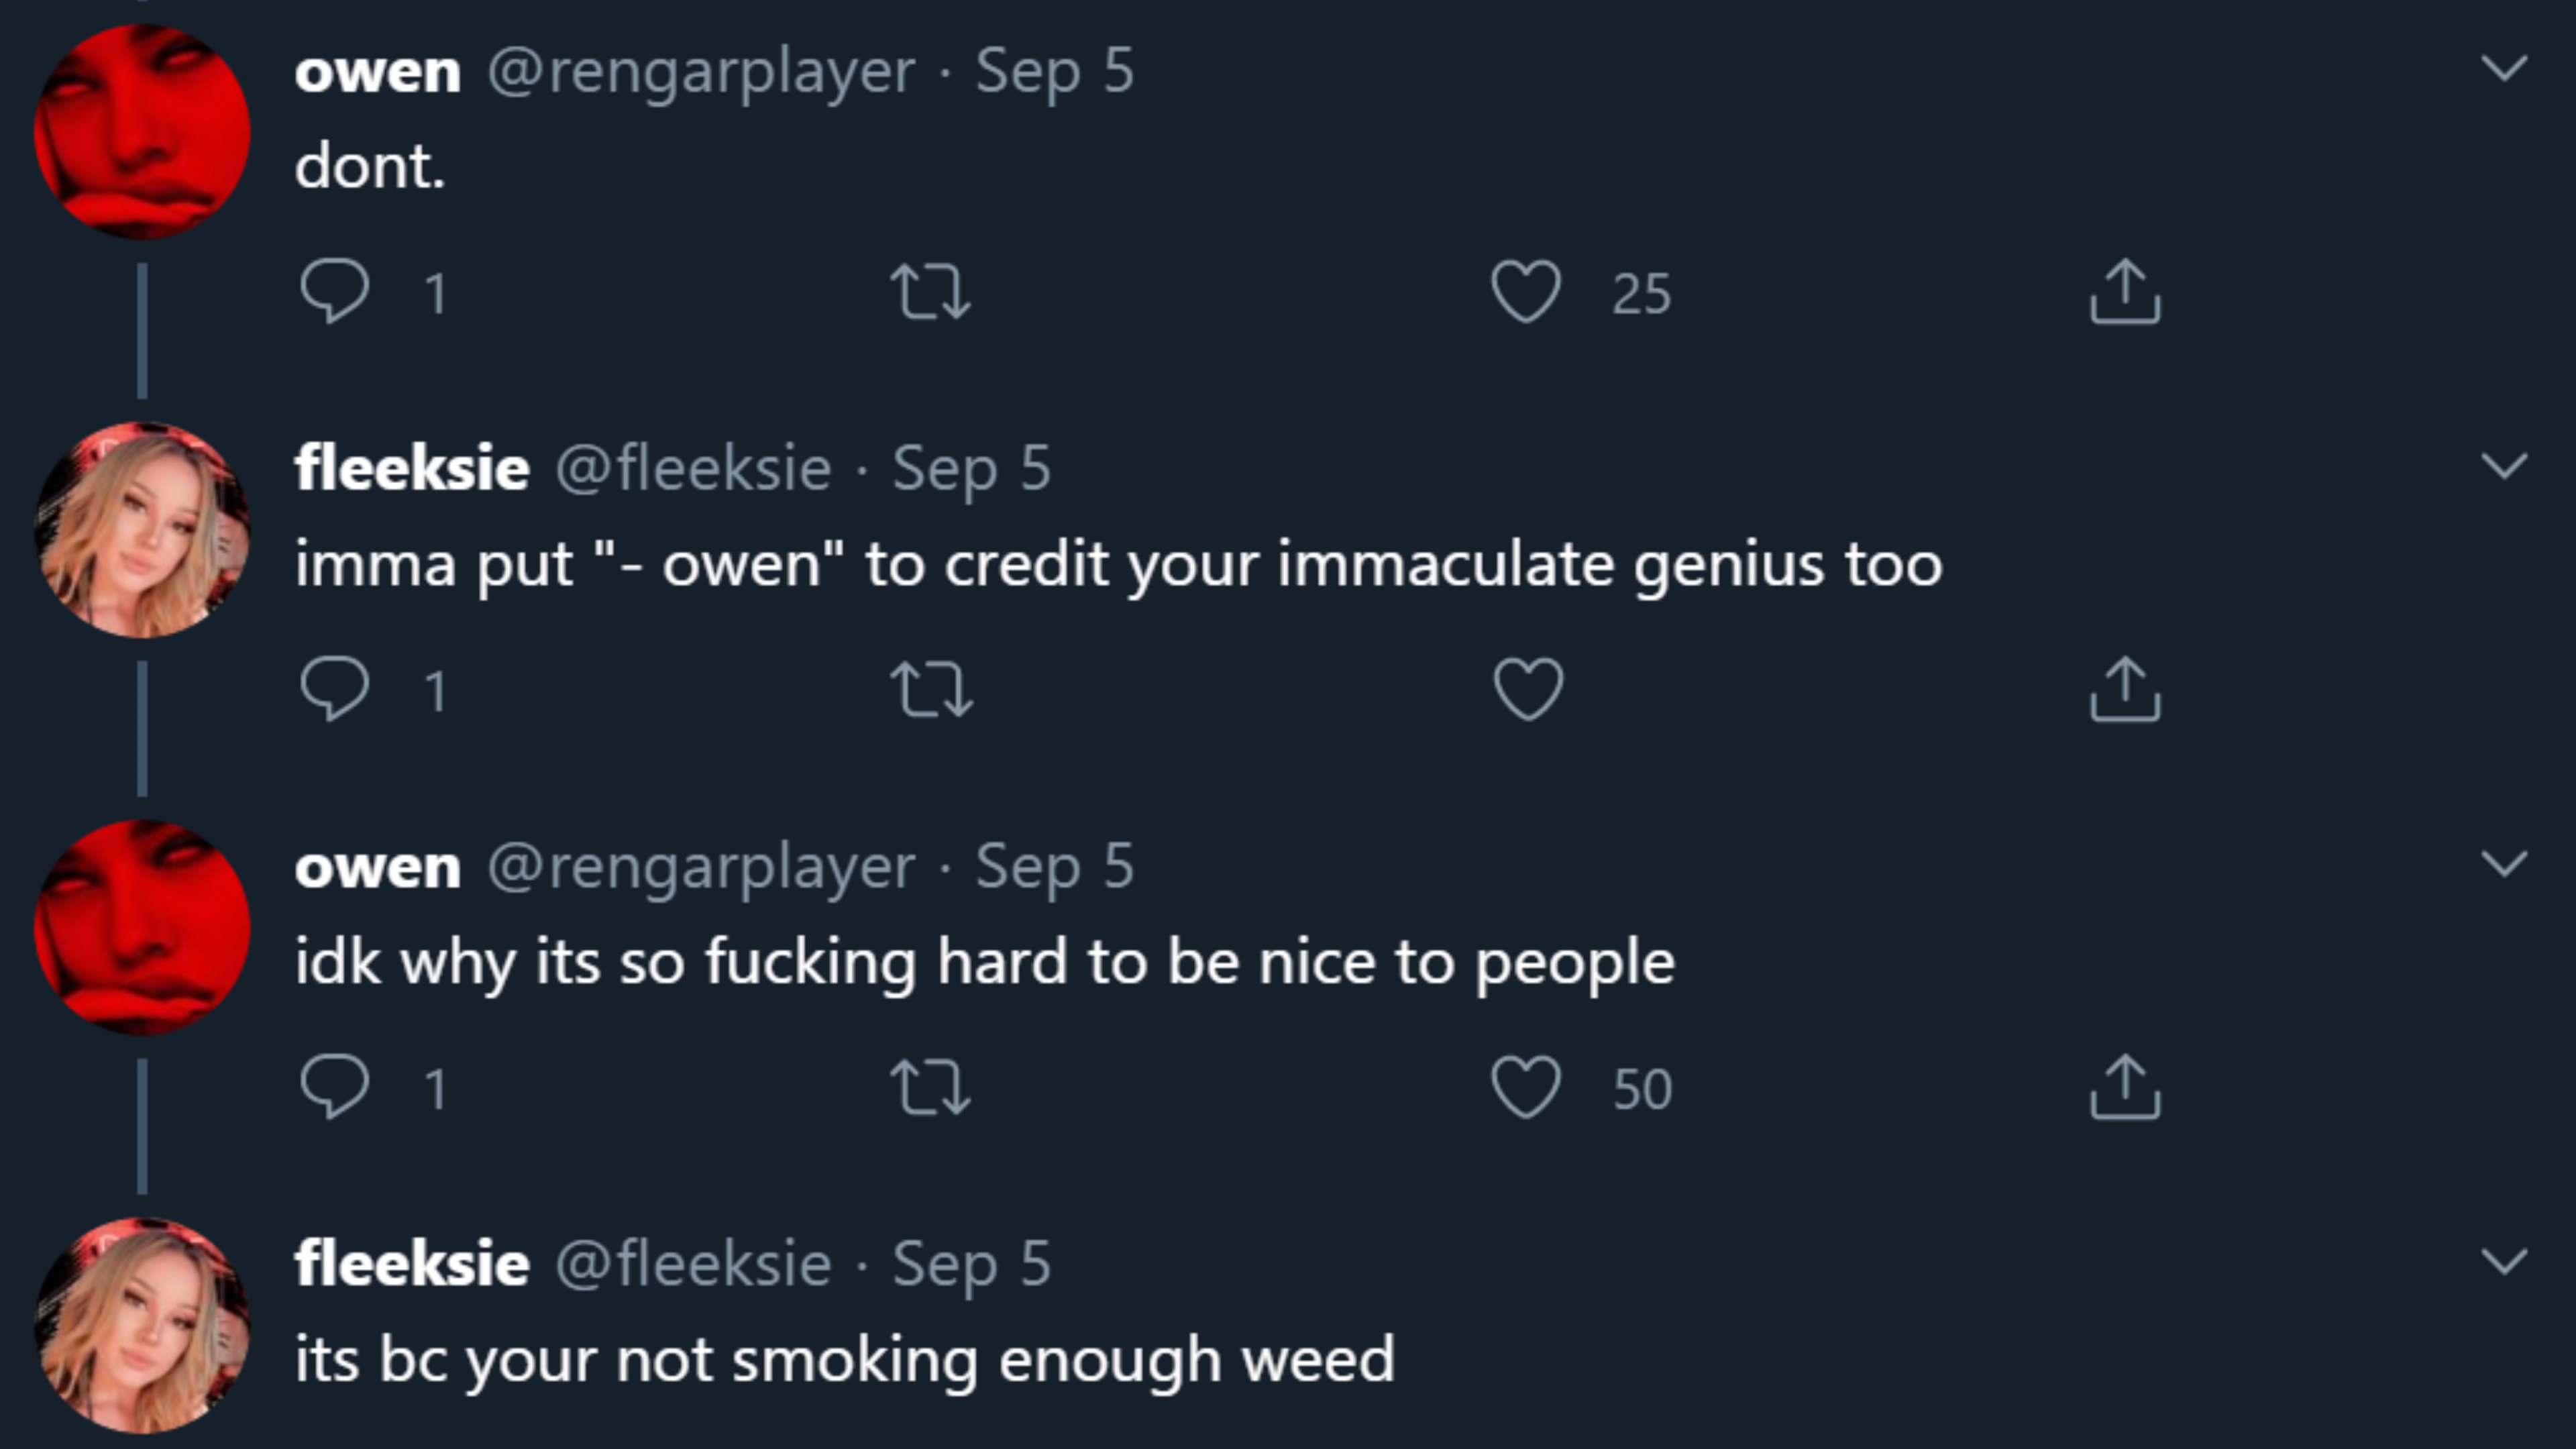 owen @rengarplayer · Sep 5
dont.
1 25
fleeksie @fleeksie · Sep 5
imma put "- owen" to credit your immaculate genius too
1
owen @rengarplayer · Sep 5
idk why its so fucking hard to be nice to people
1 50
fleeksie @fleeksie · Sep 5
its bc your not smoking enough weed